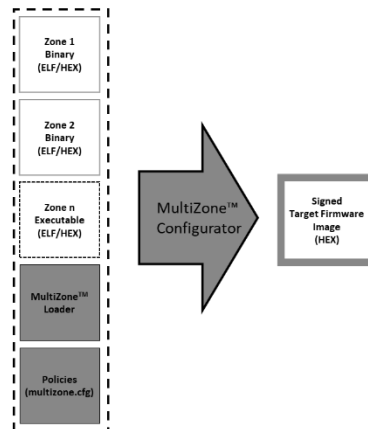 Zone 1
Binary
(ELF/HEX)
Zone 2
Binary
(ELF/HEX)
Zone n
Executable
(ELF/HEX)
MultiZone™
Loader
Policies
(multizone.cfg)
MultiZone™
Configurator
Signed
Target Firmware
Image
(HEX)